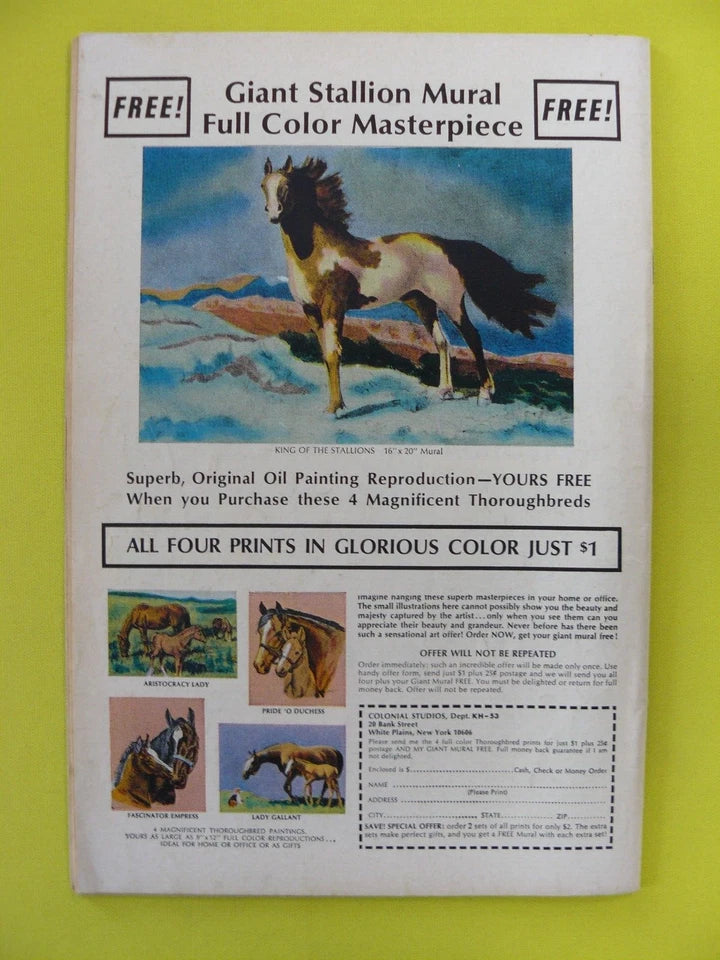 FREE!
Giant Stallion Mural
Full Color Masterpiece
FREE!
KING OF THE STALLIONS 16" x 20" Mural
Superb, Original Oil Painting Reproduction—YOURS FREE
When you Purchase these 4 Magnificent Thoroughbreds
ALL FOUR PRINTS IN GLORIOUS COLOR JUST $1
ARISTOCRACY LADY
PRIDE 'O DUCHESS
FASCINATOR EMPRESS
LADY GALLANT
4 MAGNIFICENT THOROUGHBRED PAINTINGS.
YOURS AS LARGE AS 9"x12" FULL COLOR REPRODUCTIONS...
IDEAL FOR HOME OR OFFICE OR AS GIFTS
Imagine hanging these superb masterpieces in your home or office.
The small illustrations here cannot possibly show you the beauty and
majesty captured by the artist...only when you see them can you
appreciate their beauty and grandeur. Never before has there been
such a sensational art offer! Order NOW, get your giant mural free!
OFFER WILL NOT BE REPEATED
Order immediately; such an incredible offer will be made only once. Use
handy offer form, send just $1 plus 25¢ postage and we will send you all
four plus your Giant Mural FREE. You must be delighted or return for full
money back. Offer will not be repeated.
COLONIAL STUDIOS, Dept. KH-53
20 Bank Street
White Plains, New York 10606
Please send me the 4 full color Thoroughbred prints for just $1 plus 25¢
postage AND MY GIANT MURAL FREE. Full money back guarantee if I am
not delighted.
Enclosed is $ Cash, Check or Money Order
NAME
(Please Print)
ADDRESS
CITY STATE ZIP
SAVE! SPECIAL OFFER: order 2 sets of all prints for only $2. The extra
sets make perfect gifts, and you get a FREE Mural with each extra set!